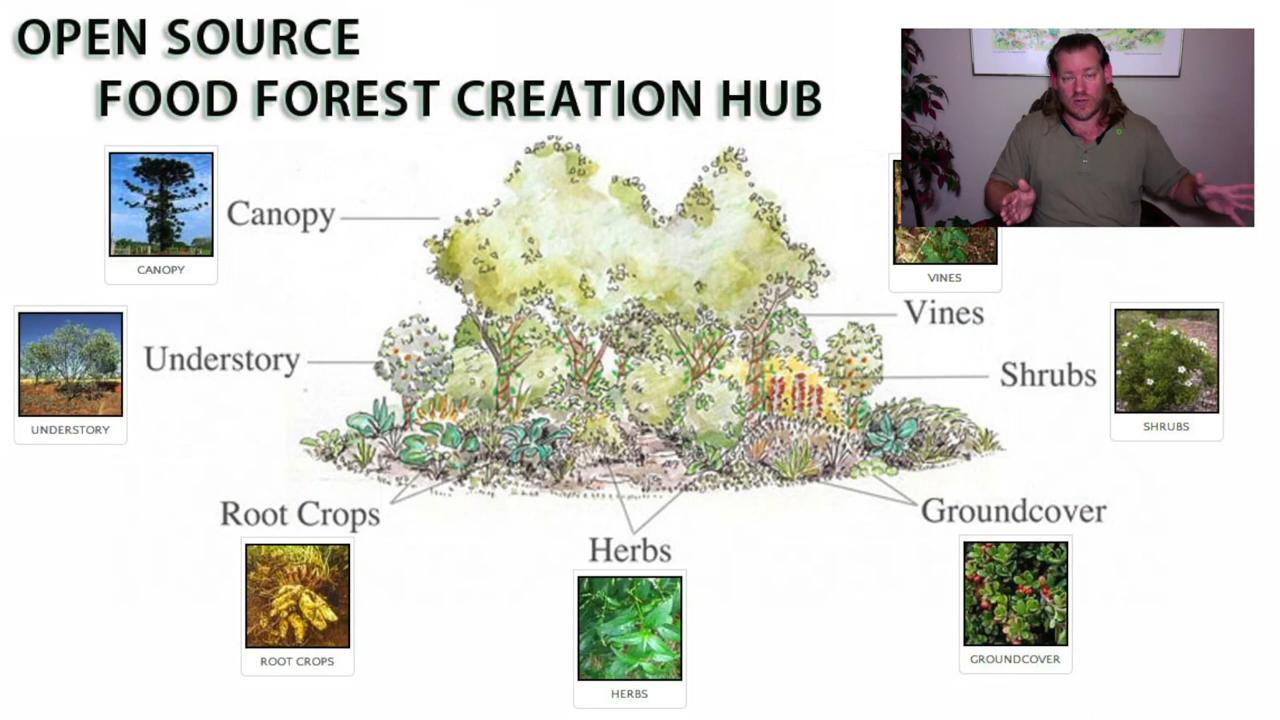 OPEN SOURCE
FOOD FOREST CREATION HUB
Canopy
CANOPY
VINES
Vines
Understory
UNDERSTORY
Shrubs
SHRUBS
Root Crops
ROOT CROPS
Herbs
HERBS
Groundcover
GROUNDCOVER